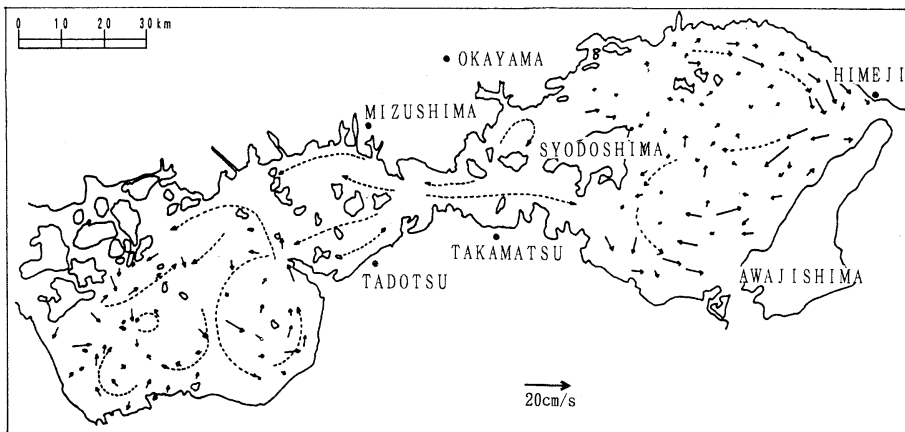 0 10 20 30km
OKAYAMA
HIMEJI
MIZUSHIMA
SYODOSHIMA
TAKAMATSU
TADOTSU
AWAJISHIMA
20cm/s